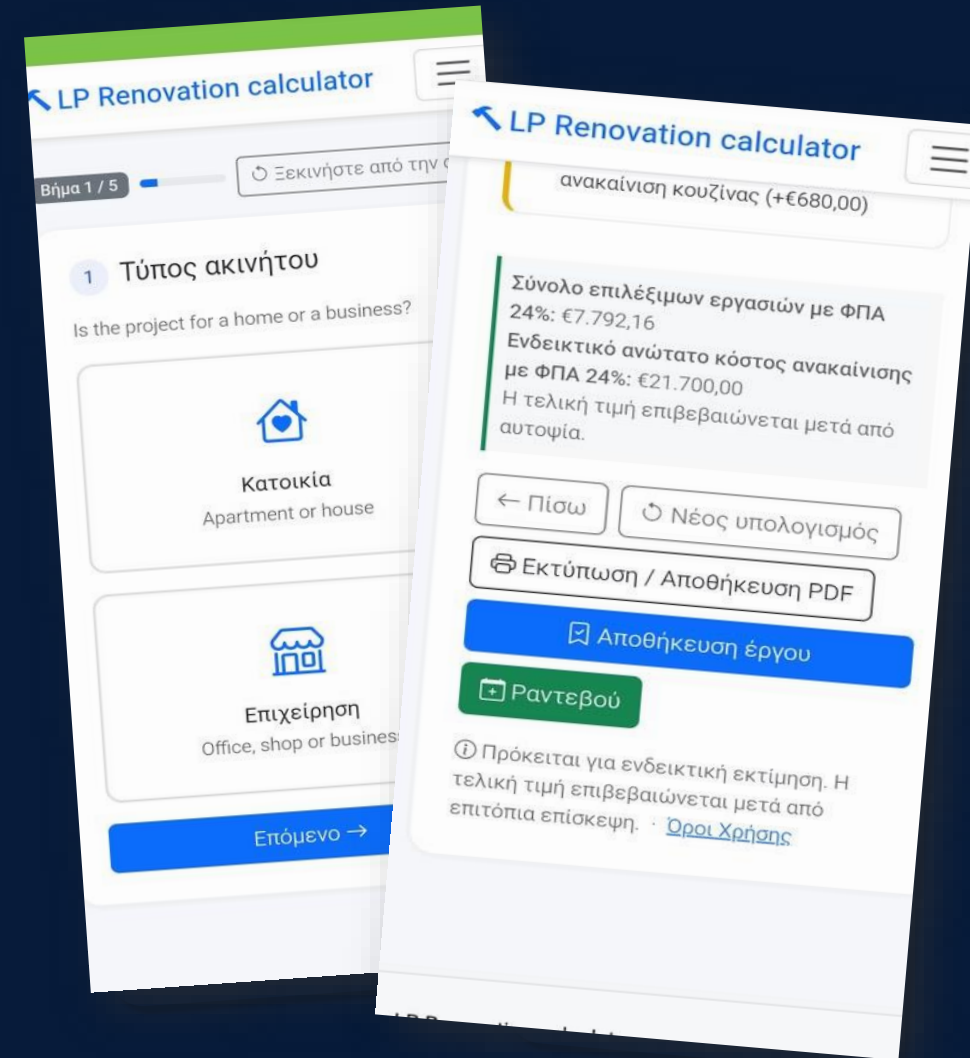 LP Renovation calculator
Βήμα 1 / 5
Ξεκινήστε από την
1 Τύπος ακινήτου
Is the project for a home or a business?
Κατοικία
Apartment or house
Επιχείρηση
Office, shop or business
Επόμενο →
LP Renovation calculator
ανακαίνιση κουζίνας (+€680,00)
Σύνολο επιλέξιμων εργασιών με ΦΠΑ
24%: €7.792,16
Ενδεικτικό ανώτατο κόστος ανακαίνισης
με ΦΠΑ 24%: €21.700,00
Η τελική τιμή επιβεβαιώνεται μετά από
αυτοψία.
← Πίσω
Νέος υπολογισμός
Εκτύπωση / Αποθήκευση PDF
Αποθήκευση έργου
Ραντεβού
Πρόκειται για ενδεικτική εκτίμηση. Η
τελική τιμή επιβεβαιώνεται μετά από
επιτόπια επίσκεψη. · Όροι Χρήσης